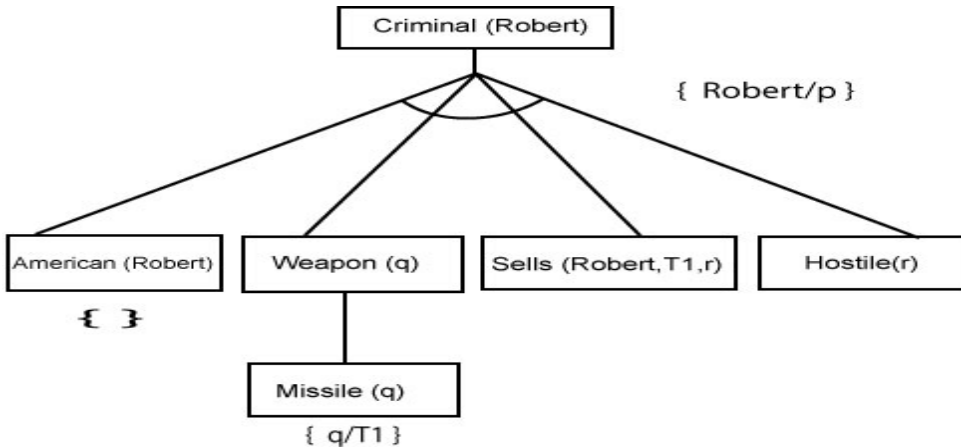 Criminal (Robert)
{ Robert/p }
American (Robert)
Weapon (q)
Sells (Robert,T1,r)
Hostile(r)
{ }
Missile (q)
{ q/T1 }